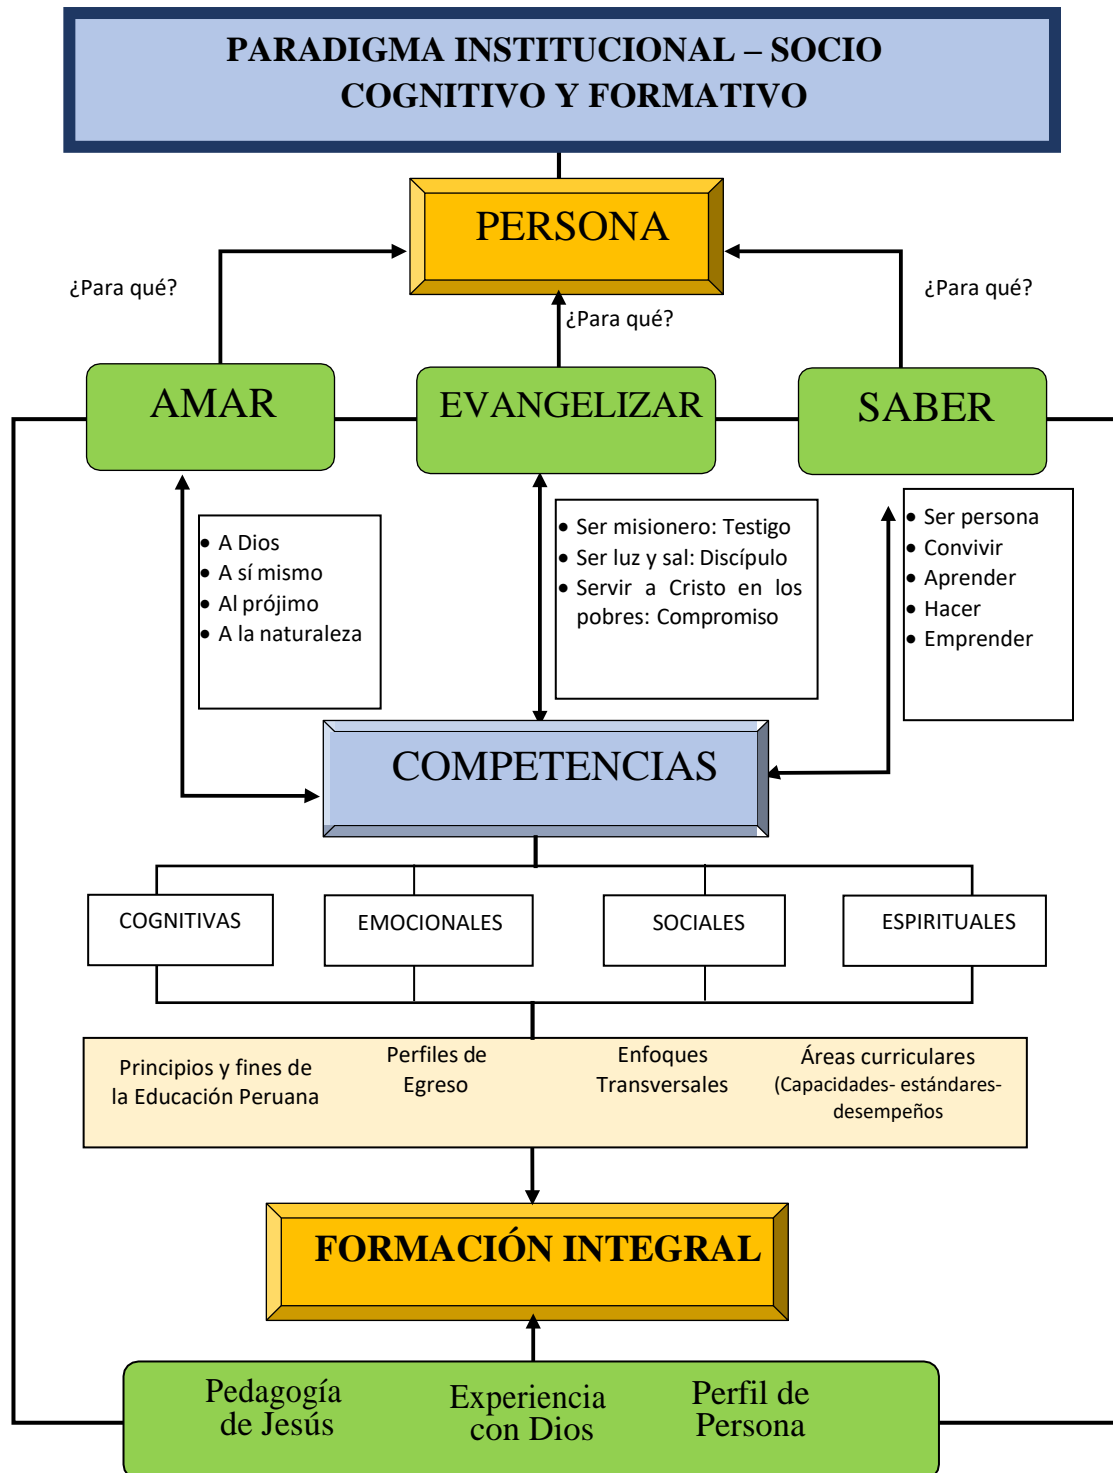 PARADIGMA INSTITUCIONAL – SOCIO
COGNITIVO Y FORMATIVO
PERSONA
¿Para qué?
¿Para qué?
¿Para qué?
AMAR
EVANGELIZAR
SABER
• A Dios
• A sí mismo
• Al prójimo
• A la naturaleza
• Ser misionero: Testigo
• Ser luz y sal: Discípulo
• Servir a Cristo en los
pobres: Compromiso
• Ser persona
• Convivir
• Aprender
• Hacer
• Emprender
COMPETENCIAS
COGNITIVAS
EMOCIONALES
SOCIALES
ESPIRITUALES
Principios y fines de
la Educación Peruana
Perfiles de
Egreso
Enfoques
Transversales
Áreas curriculares
(Capacidades- estándares-
desempeños
FORMACIÓN INTEGRAL
Pedagogía
de Jesús
Experiencia
con Dios
Perfil de
Persona